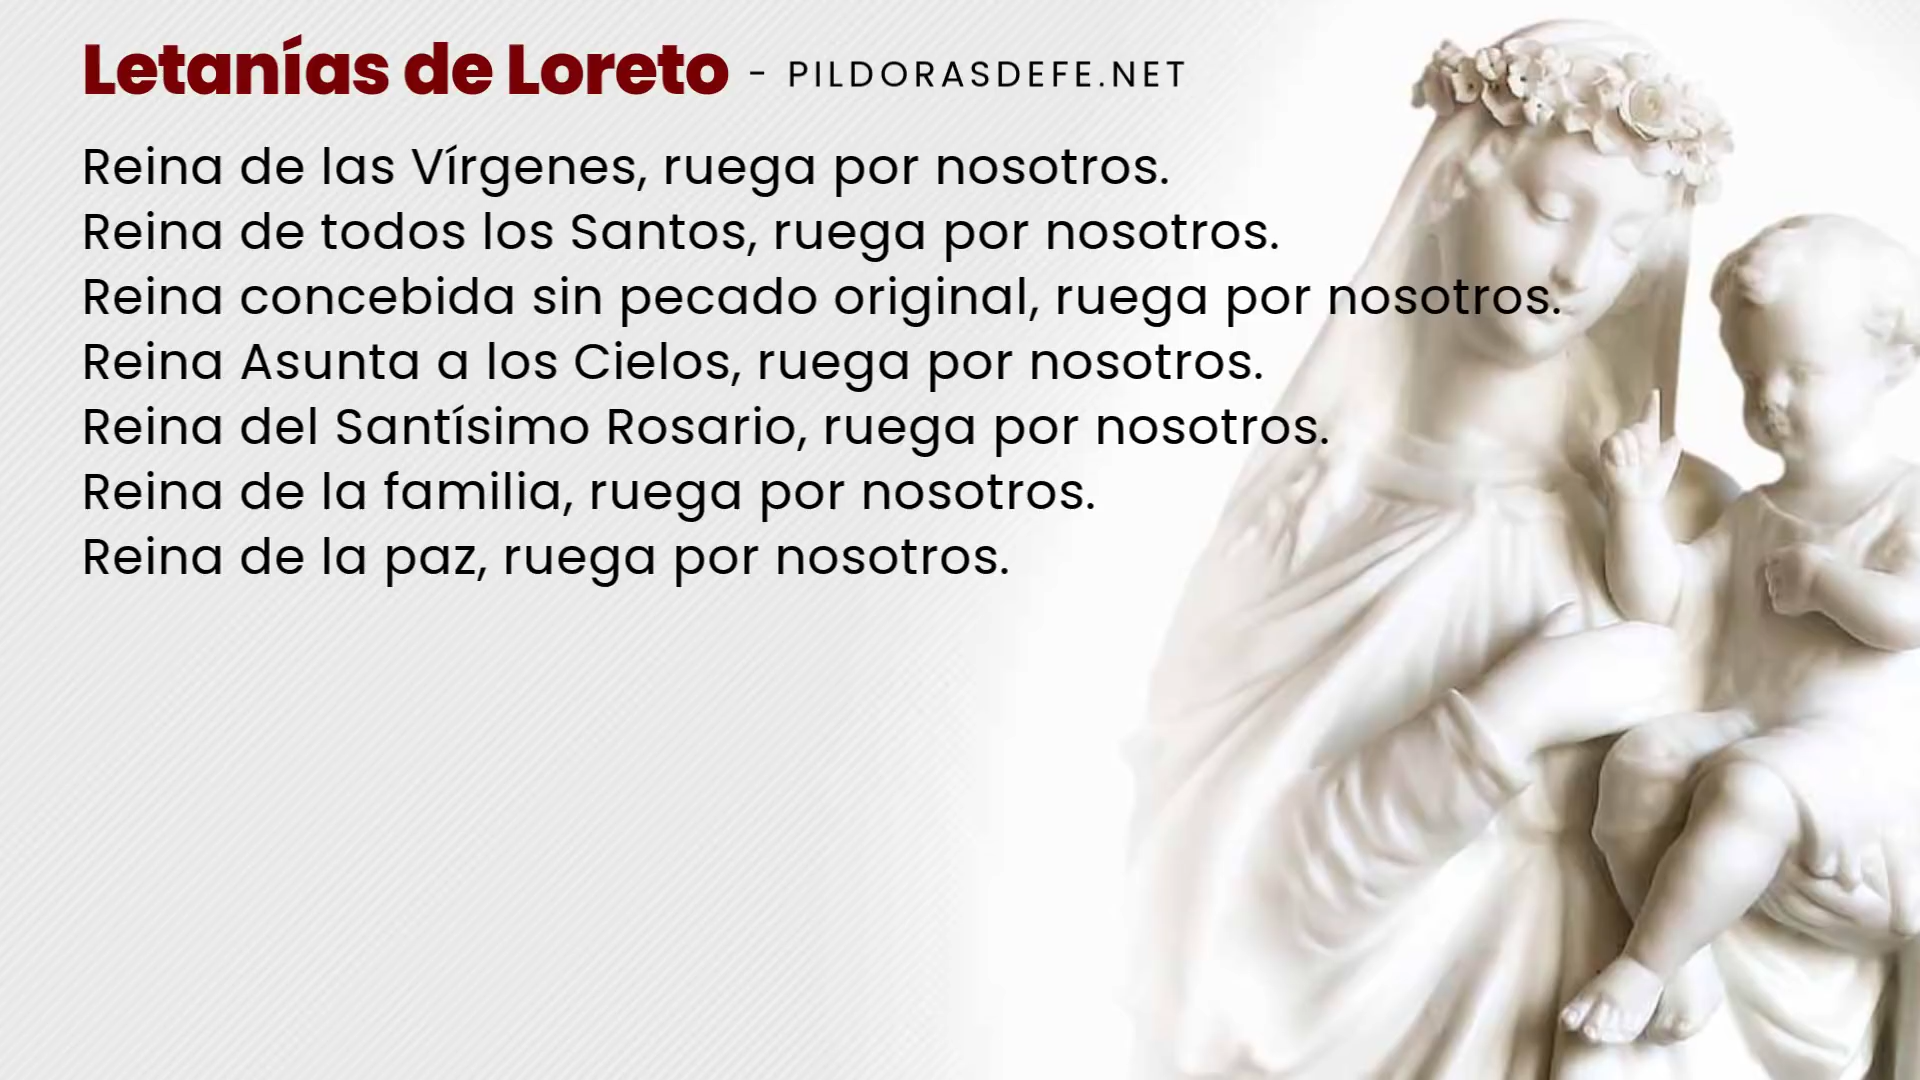 Letanías de Loreto - PILDORASDEFE.NET
Reina de las Vírgenes, ruega por nosotros.
Reina de todos los Santos, ruega por nosotros.
Reina concebida sin pecado original, ruega por nosotros.
Reina Asunta a los Cielos, ruega por nosotros.
Reina del Santísimo Rosario, ruega por nosotros.
Reina de la familia, ruega por nosotros.
Reina de la paz, ruega por nosotros.